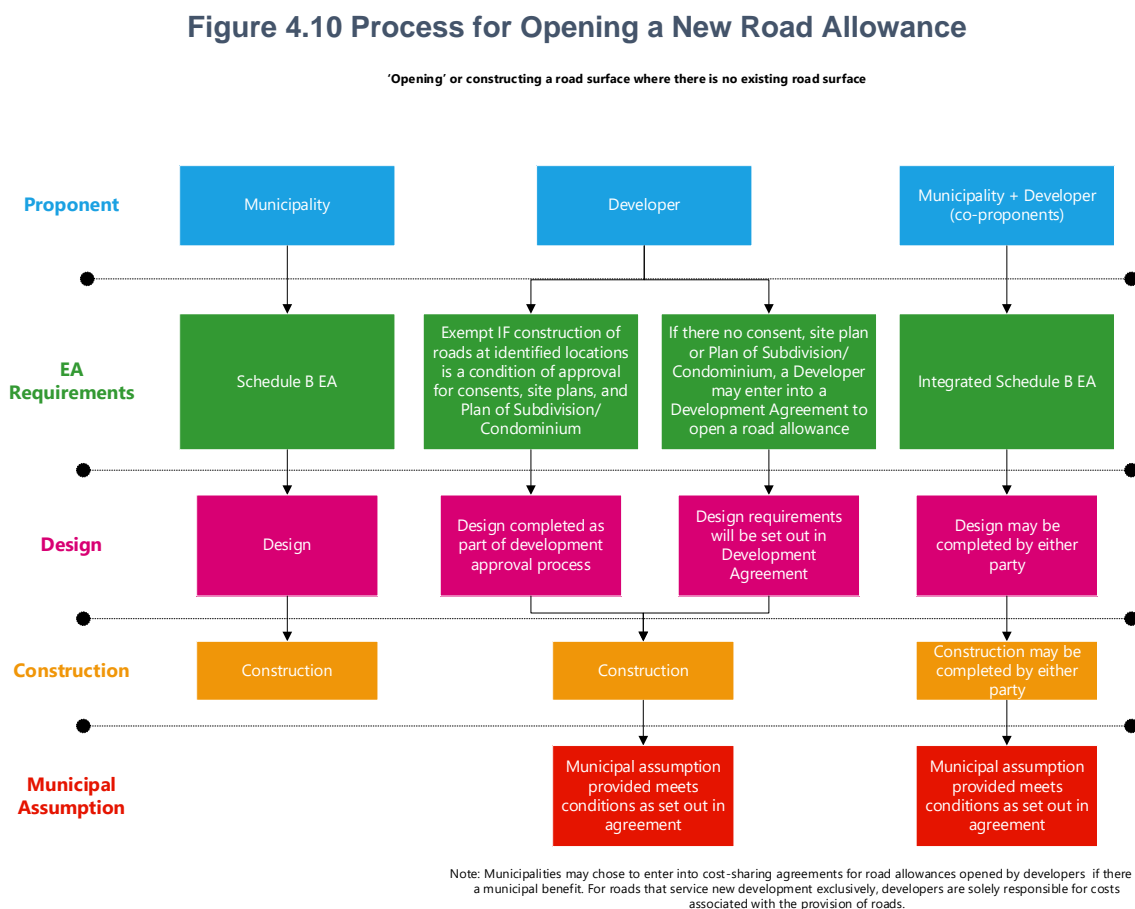 Figure 4.10 Process for Opening a New Road Allowance
'Opening' or constructing a road surface where there is no existing road surface
Proponent
Municipality
Developer
Municipality + Developer
(co-proponents)
EA
Requirements
Schedule B EA
Exempt IF construction of
roads at identified locations
is a condition of approval
for consents, site plans, and
Plan of Subdivision/
Condominium
If there no consent, site plan
or Plan of Subdivision/
Condominium, a Developer
may enter into a
Development Agreement to
open a road allowance
Integrated Schedule B EA
Design
Design
Design completed as
part of development
approval process
Design requirements
will be set out in
Development
Agreement
Design may be
completed by either
party
Construction
Construction
Construction
Construction may be
completed by either
party
Municipal
Assumption
Municipal assumption
provided meets
conditions as set out in
agreement
Municipal assumption
provided meets
conditions as set out in
agreement
Note: Municipalities may chose to enter into cost-sharing agreements for road allowances opened by developers if there
a municipal benefit. For roads that service new development exclusively, developers are solely responsible for costs
associated with the provision of roads.